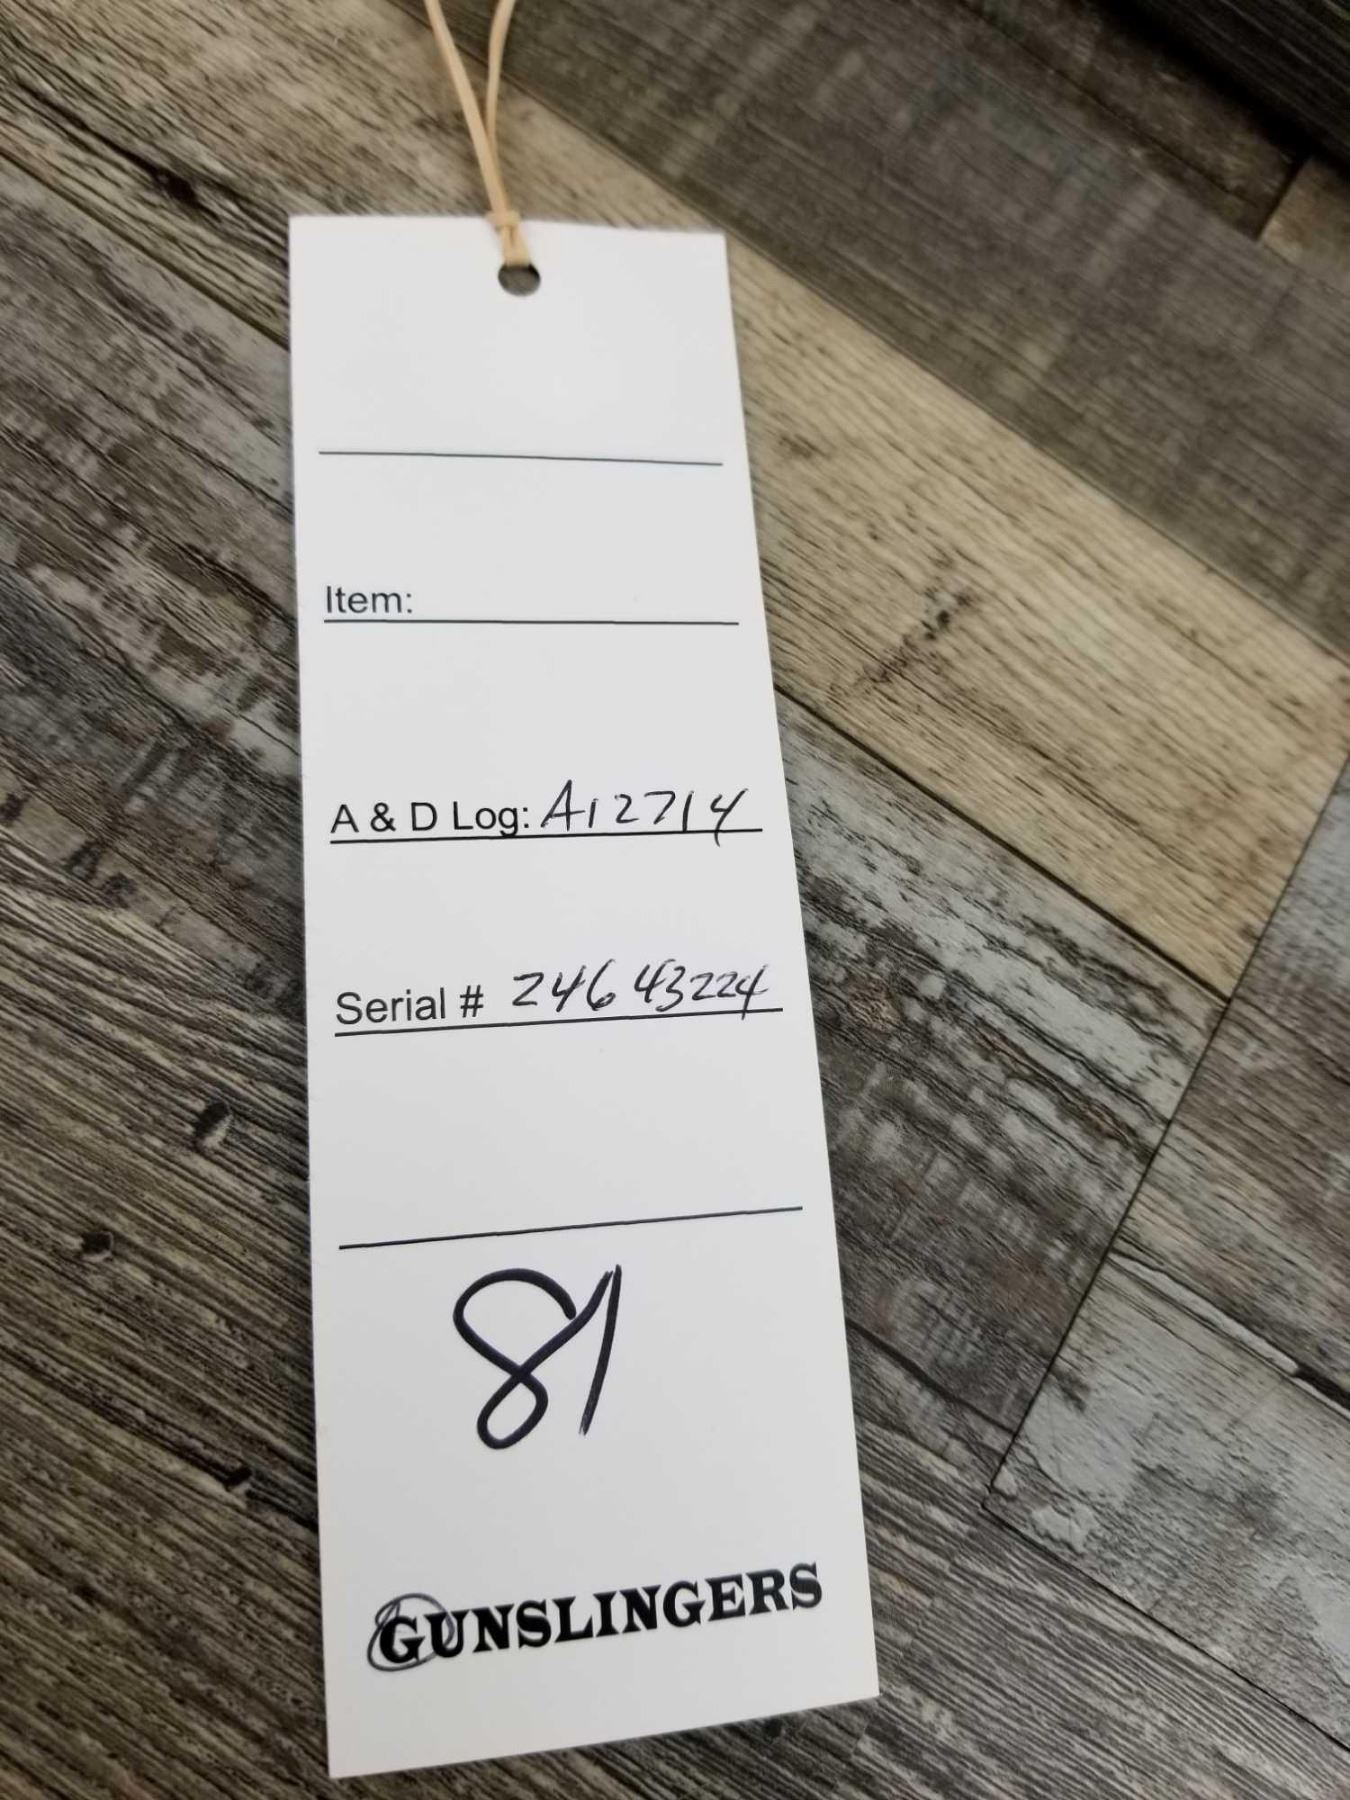 Item:
A & D Log: A12714
Serial # 24643224
81
GUNSLINGERS